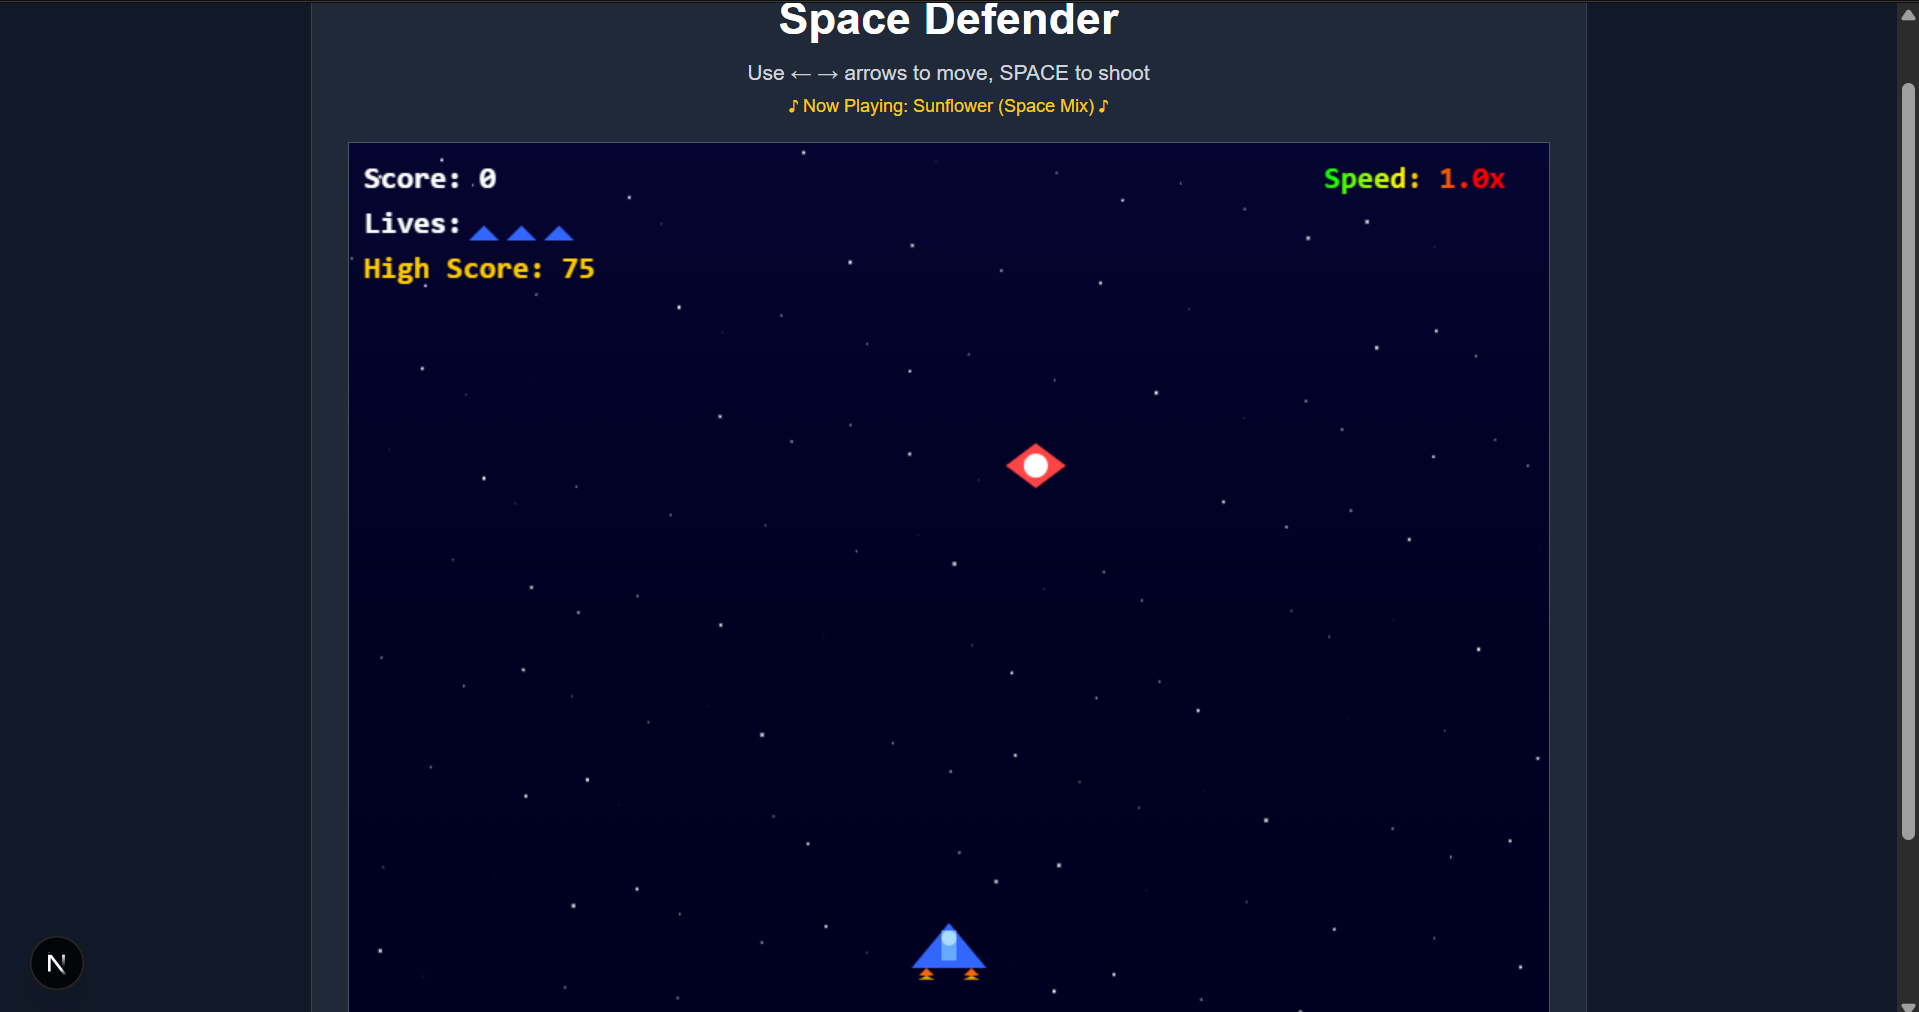 Space Defender
Use ← → arrows to move, SPACE to shoot
♪ Now Playing: Sunflower (Space Mix) ♪
Score: 0
Speed: 1.0x
Lives:
High Score: 75
N